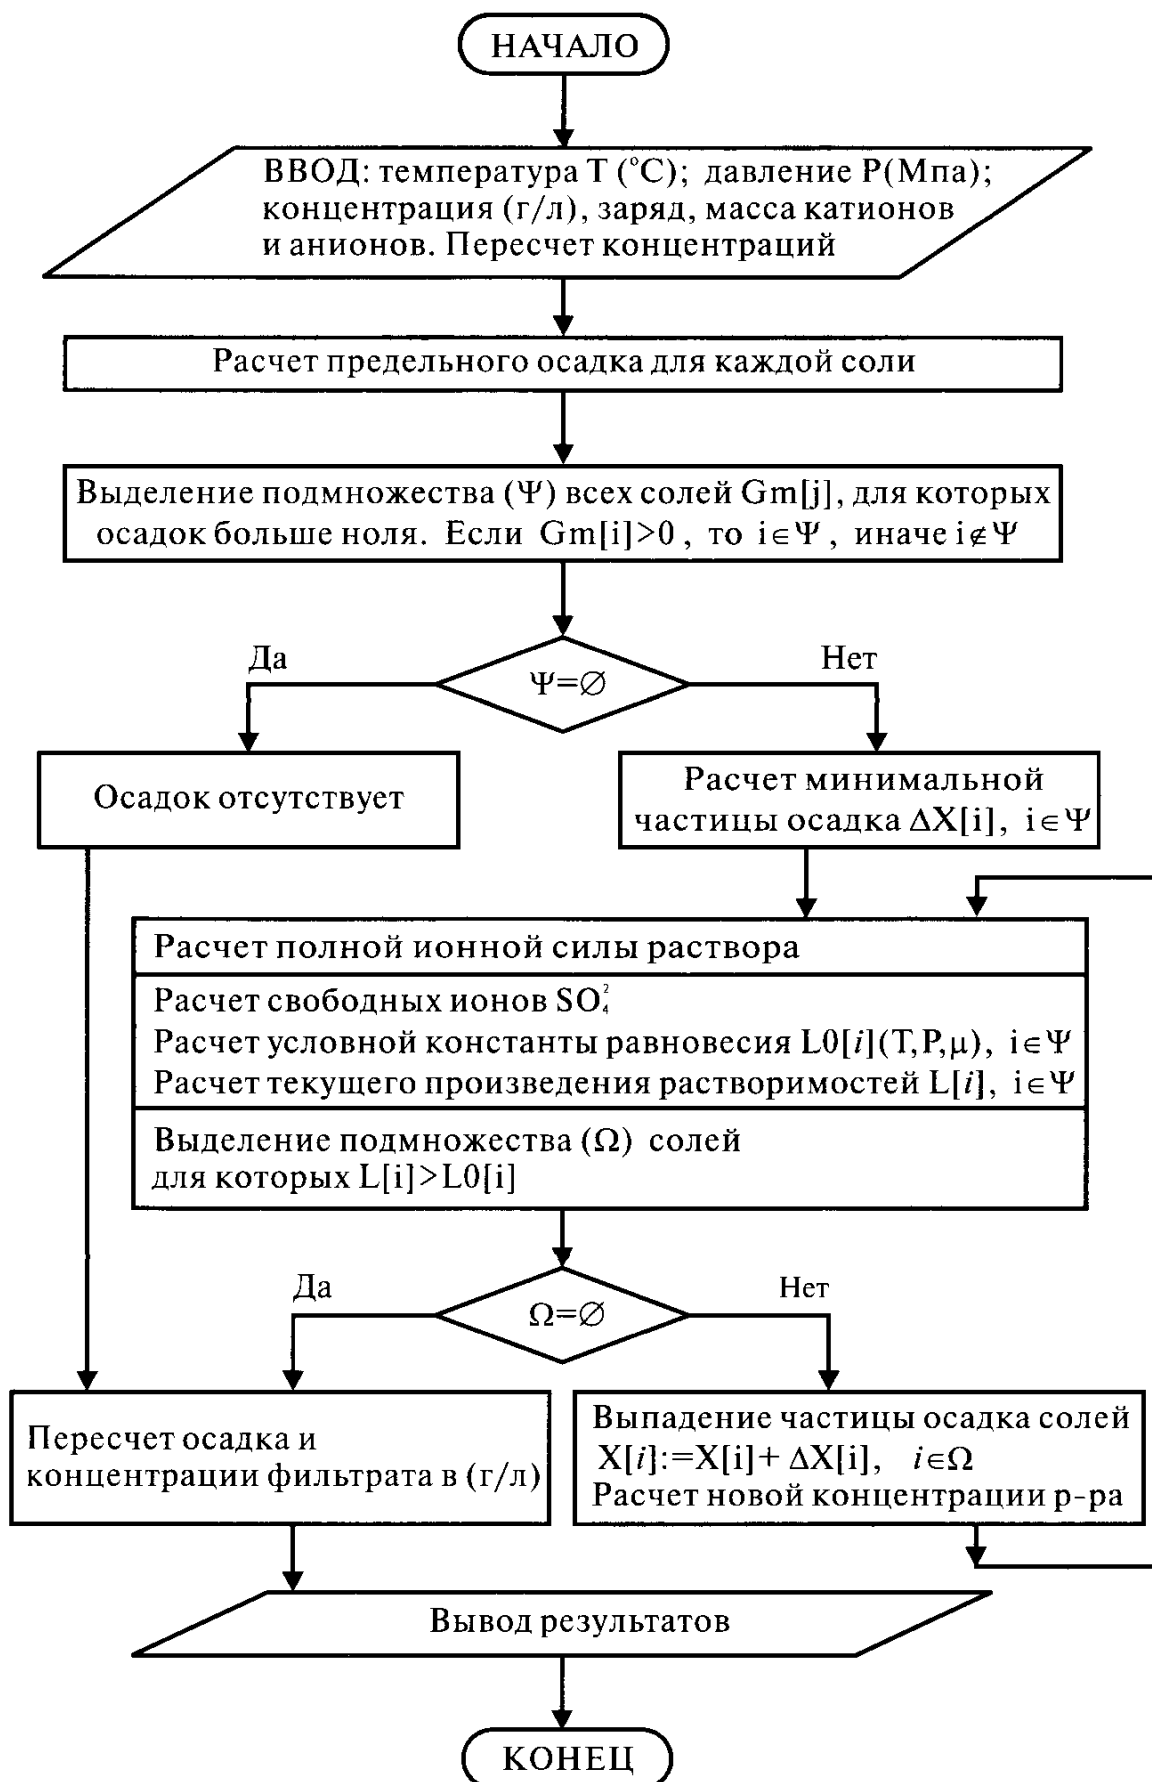 НАЧАЛО
ВВОД: температура T (°C); давление P(Мпа);
концентрация (г/л), заряд, масса катионов
и анионов. Пересчет концентраций
Расчет предельного осадка для каждой соли
Выделение подмножества (Ψ) всех солей Gm[j], для которых
осадок больше ноля. Если Gm[i]>0 , то i∈Ψ , иначе i∉Ψ
Да
Нет
Ψ=∅
Осадок отсутствует
Расчет минимальной
частицы осадка ΔX[i], i∈Ψ
Расчет полной ионной силы раствора
Расчет свободных ионов SO₄²
Расчет условной константы равновесия L0[i](T,P,μ), i∈Ψ
Расчет текущего произведения растворимостей L[i], i∈Ψ
Выделение подмножества (Ω) солей
для которых L[i]>L0[i]
Да
Нет
Ω=∅
Пересчет осадка и
концентрации фильтрата в (г/л)
Выпадение частицы осадка солей
X[i]:=X[i]+ ΔX[i], i∈Ω
Расчет новой концентрации р-ра
Вывод результатов
КОНЕЦ